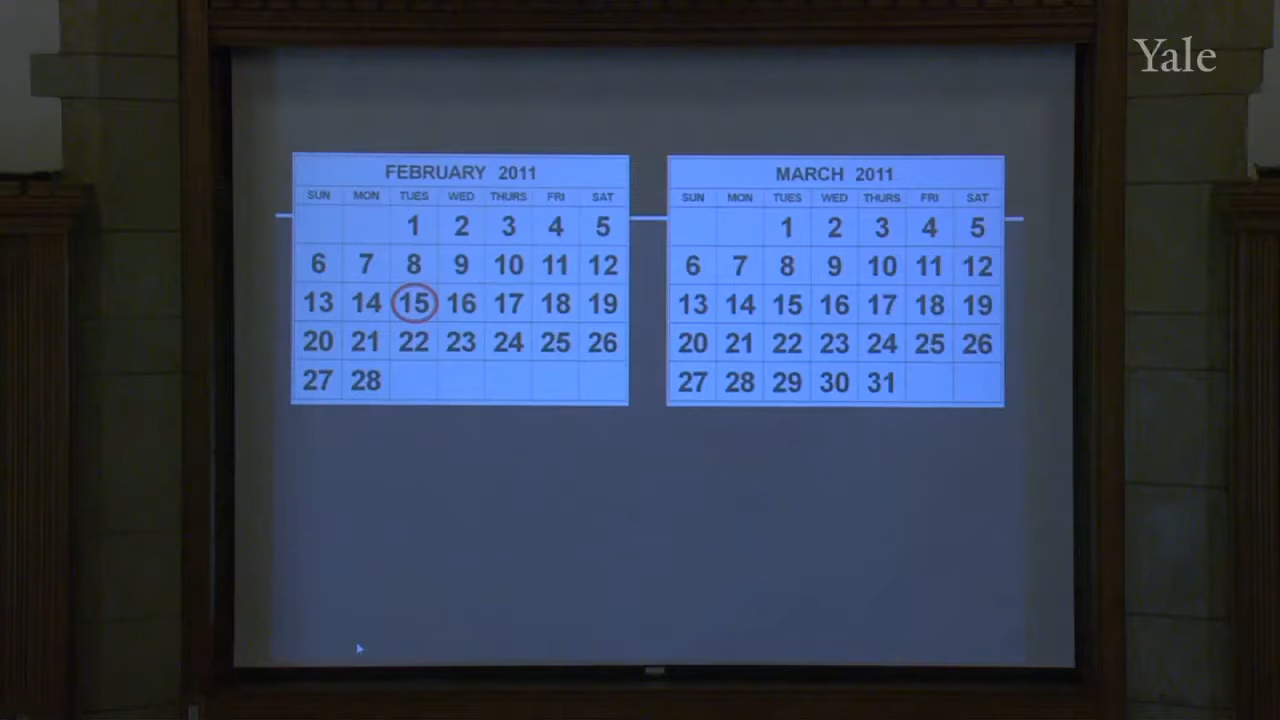 Yale
FEBRUARY 2011
SUN MON TUES WED THURS FRI SAT
1 2 3 4 5
6 7 8 9 10 11 12
13 14 15 16 17 18 19
20 21 22 23 24 25 26
27 28
MARCH 2011
SUN MON TUES WED THURS FRI SAT
1 2 3 4 5
6 7 8 9 10 11 12
13 14 15 16 17 18 19
20 21 22 23 24 25 26
27 28 29 30 31